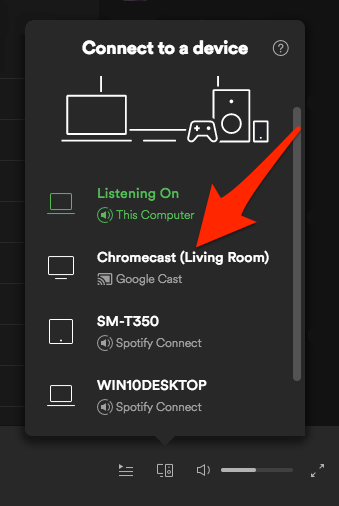 Connect to a device
?
Listening On
This Computer
Chromecast (Living Room)
Google Cast
SM-T350
Spotify Connect
WIN10DESKTOP
Spotify Connect